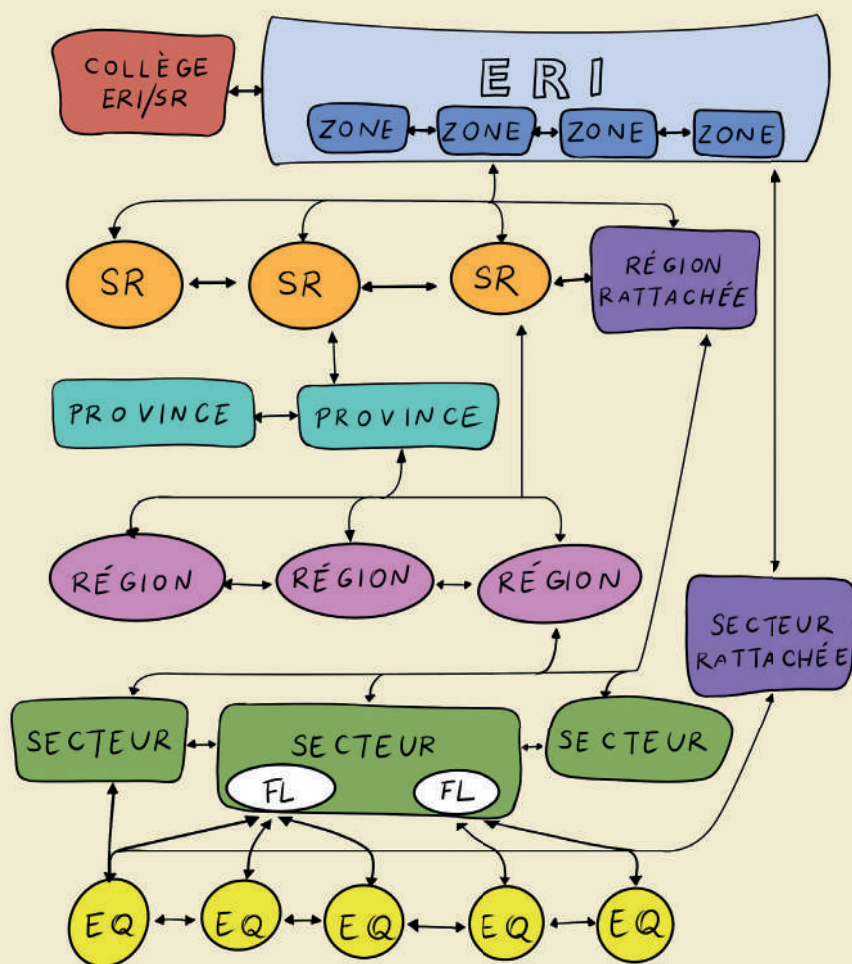 COLLÈGE
ERI/SR
ERI
ZONE ZONE ZONE ZONE
SR SR SR
RÉGION
RATTACHÉE
PROVINCE PROVINCE
RÉGION RÉGION RÉGION
SECTEUR
RATTACHÉE
SECTEUR SECTEUR SECTEUR
FL FL
EQ EQ EQ EQ EQ